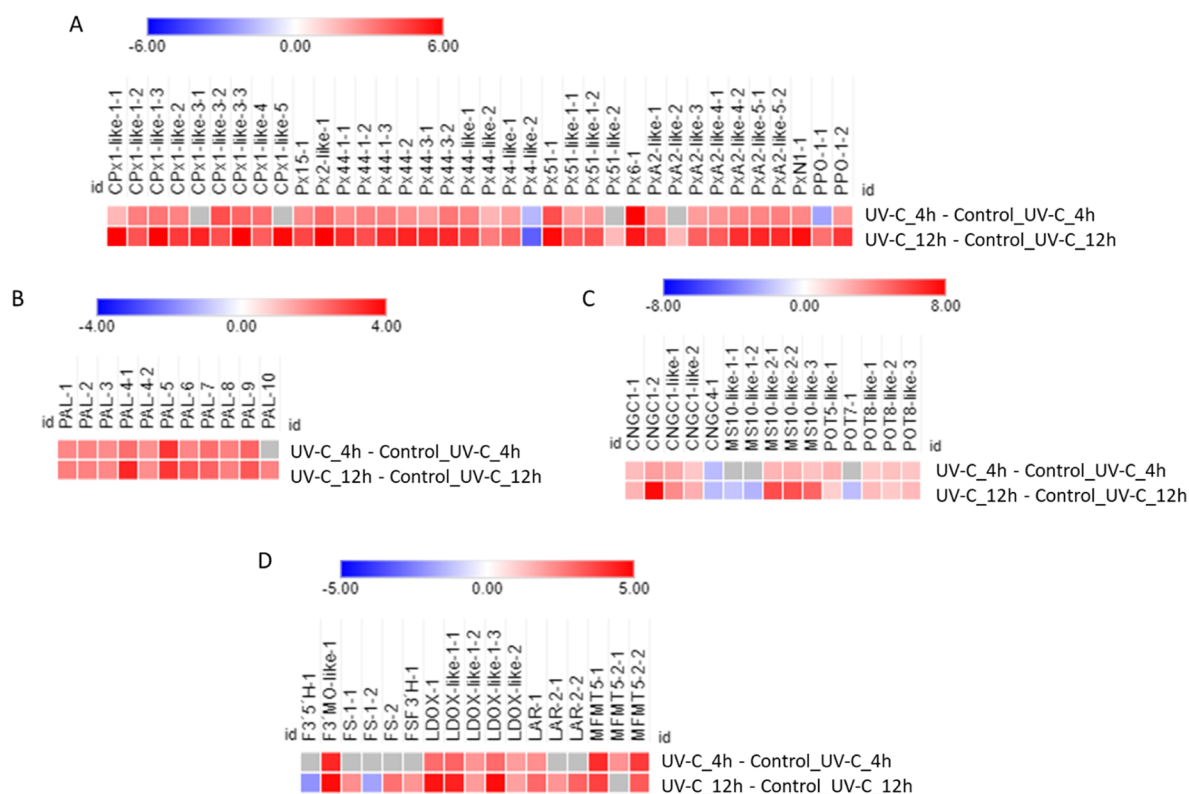 A
-6.00 0.00 6.00
id CPx1-like-1-1 CPx1-like-1-2 CPx1-like-1-3 CPx1-like-2 CPx1-like-3-1 CPx1-like-3-2 CPx1-like-3-3 CPx1-like-4 CPx1-like-5 Px15-1 Px2-like-1 Px44-1-1 Px44-1-2 Px44-1-3 Px44-2 Px44-3-1 Px44-3-2 Px44-like-1 Px44-like-2 Px4-like-1 Px4-like-2 Px51-1 Px51-like-1-1 Px51-like-1-2 Px51-like-2 Px6-1 PxA2-like-1 PxA2-like-2 PxA2-like-3 PxA2-like-4-1 PxA2-like-4-2 PxA2-like-5-1 PxA2-like-5-2 PxN1-1 PPO-1-1 PPO-1-2 id
UV-C_4h - Control_UV-C_4h
UV-C_12h - Control_UV-C_12h
B
-4.00 0.00 4.00
id PAL-1 PAL-2 PAL-3 PAL-4-1 PAL-4-2 PAL-5 PAL-6 PAL-7 PAL-8 PAL-9 PAL-10 id
UV-C_4h - Control_UV-C_4h
UV-C_12h - Control_UV-C_12h
C
-8.00 0.00 8.00
id CNGC1-1 CNGC1-2 CNGC1-like-1 CNGC1-like-2 CNGC4-1 MS10-like-1-1 MS10-like-1-2 MS10-like-2-1 MS10-like-2-2 MS10-like-3 POT5-like-1 POT7-1 POT8-like-1 POT8-like-2 POT8-like-3 id
UV-C_4h - Control_UV-C_4h
UV-C_12h - Control_UV-C_12h
D
-5.00 0.00 5.00
id F3´5´H-1 F3´MO-like-1 FS-1-1 FS-1-2 FS-2 FSF3´H-1 LDOX-1 LDOX-like-1-1 LDOX-like-1-2 LDOX-like-1-3 LDOX-like-2 LAR-1 LAR-2-1 LAR-2-2 MFMT5-1 MFMT5-2-1 MFMT5-2-2 id
UV-C_4h - Control_UV-C_4h
UV-C_12h - Control_UV-C_12h